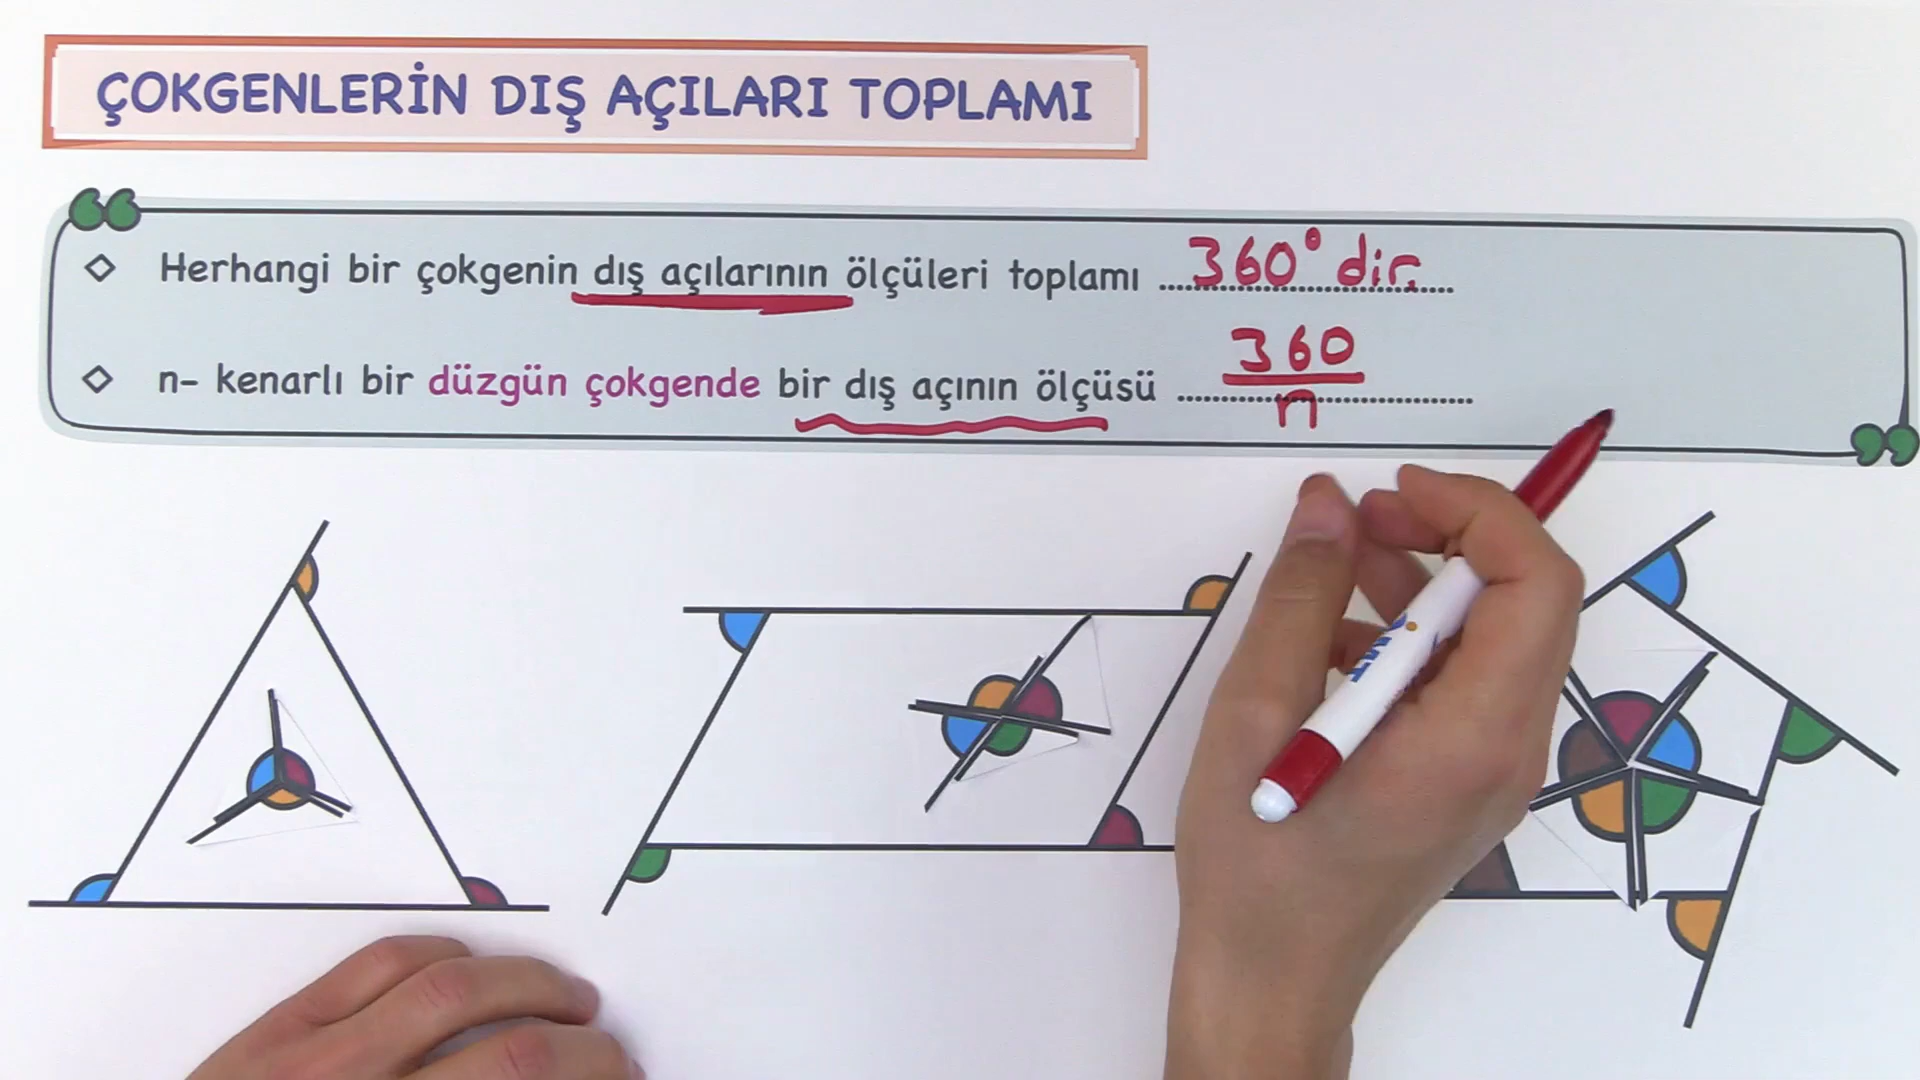 ÇOKGENLERİN DIŞ AÇILARI TOPLAMI
◇ Herhangi bir çokgenin dış açılarının ölçüleri toplamı 360° dir.
◇ n- kenarlı bir düzgün çokgende bir dış açının ölçüsü 360/n